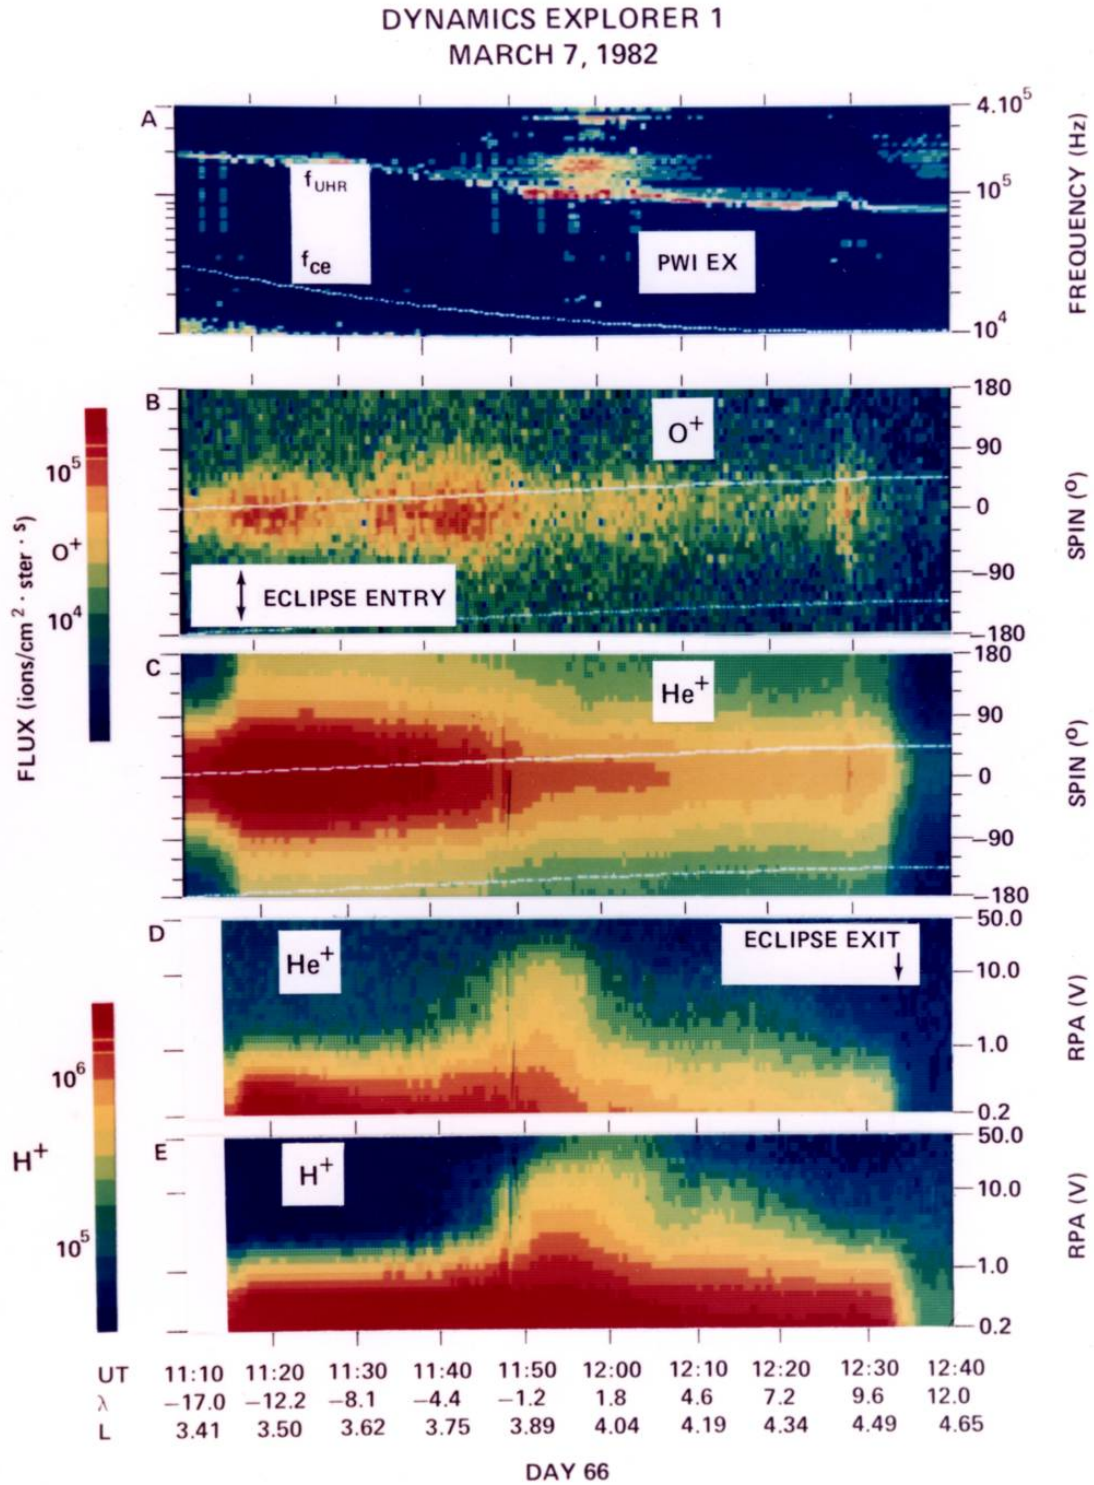 DYNAMICS EXPLORER 1
MARCH 7, 1982
A
4.10⁵
f_UHR
10⁵
f_ce
PWI EX
10⁴
FREQUENCY (Hz)
B
O⁺
180
90
0
−90
−180
SPIN (°)
ECLIPSE ENTRY
10⁵
O⁺
10⁴
FLUX (ions/cm² · ster · s)
C
He⁺
180
90
0
−90
−180
SPIN (°)
D
He⁺
ECLIPSE EXIT
50.0
10.0
1.0
0.2
RPA (V)
10⁶
H⁺
10⁵
E
H⁺
50.0
10.0
1.0
0.2
RPA (V)
UT 11:10 11:20 11:30 11:40 11:50 12:00 12:10 12:20 12:30 12:40
λ −17.0 −12.2 −8.1 −4.4 −1.2 1.8 4.6 7.2 9.6 12.0
L 3.41 3.50 3.62 3.75 3.89 4.04 4.19 4.34 4.49 4.65
DAY 66